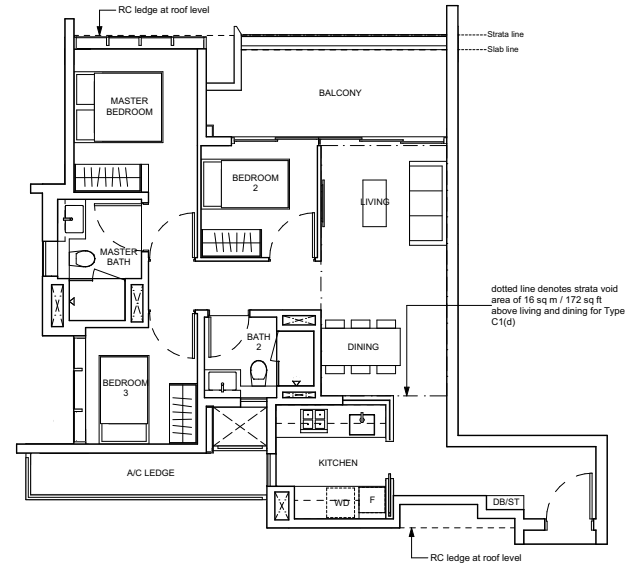 RC ledge at roof level
Strata line
Slab line
BALCONY
MASTER
BEDROOM
BEDROOM
2
LIVING
MASTER
BATH
dotted line denotes strata void
area of 16 sq m / 172 sq ft
above living and dining for Type
C1(d)
BATH
2
DINING
BEDROOM
3
KITCHEN
A/C LEDGE
WD
F
DB/ST
RC ledge at roof level